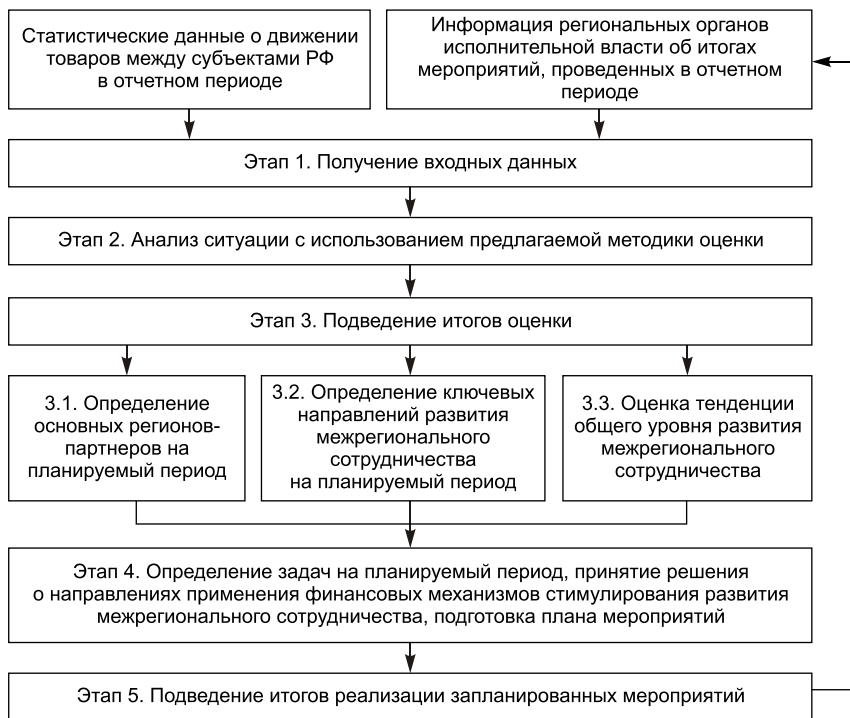 Статистические данные о движении
товаров между субъектами РФ
в отчетном периоде
Информация региональных органов
исполнительной власти об итогах
мероприятий, проведенных в отчетном
периоде
Этап 1. Получение входных данных
Этап 2. Анализ ситуации с использованием предлагаемой методики оценки
Этап 3. Подведение итогов оценки
3.1. Определение
основных регионов-
партнеров на
планируемый период
3.2. Определение ключевых
направлений развития
межрегионального
сотрудничества
на планируемый период
3.3. Оценка тенденции
общего уровня развития
межрегионального
сотрудничества
Этап 4. Определение задач на планируемый период, принятие решения
о направлениях применения финансовых механизмов стимулирования развития
межрегионального сотрудничества, подготовка плана мероприятий
Этап 5. Подведение итогов реализации запланированных мероприятий